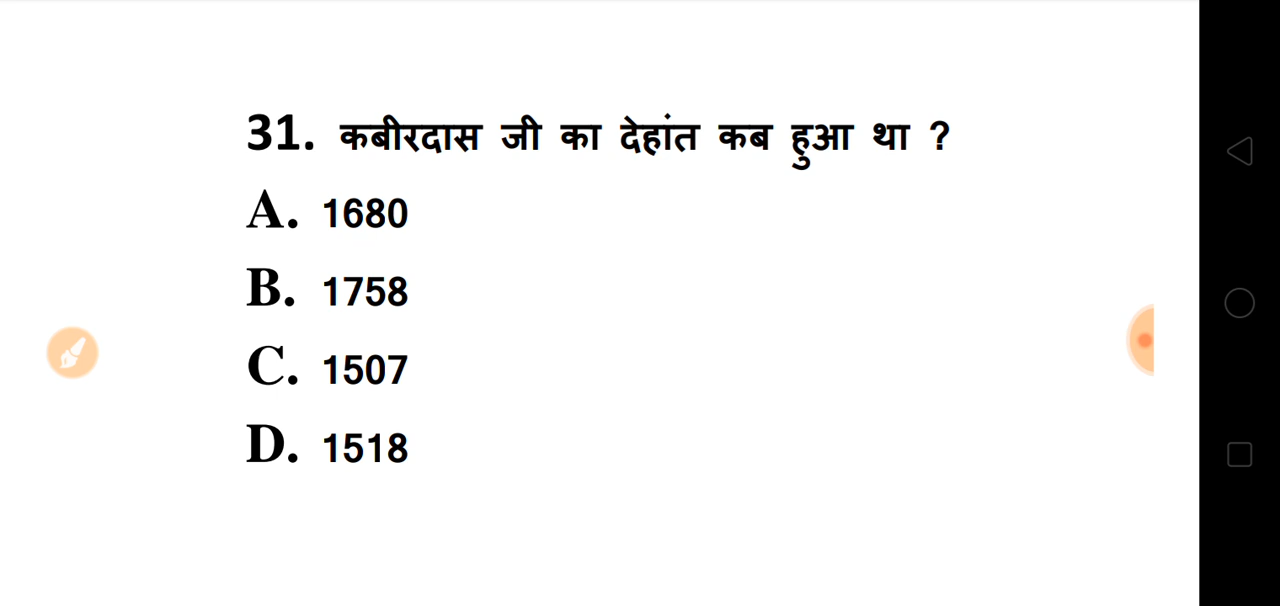 31. कबीरदास जी का देहांत कब हुआ था ?
A. 1680
B. 1758
C. 1507
D. 1518